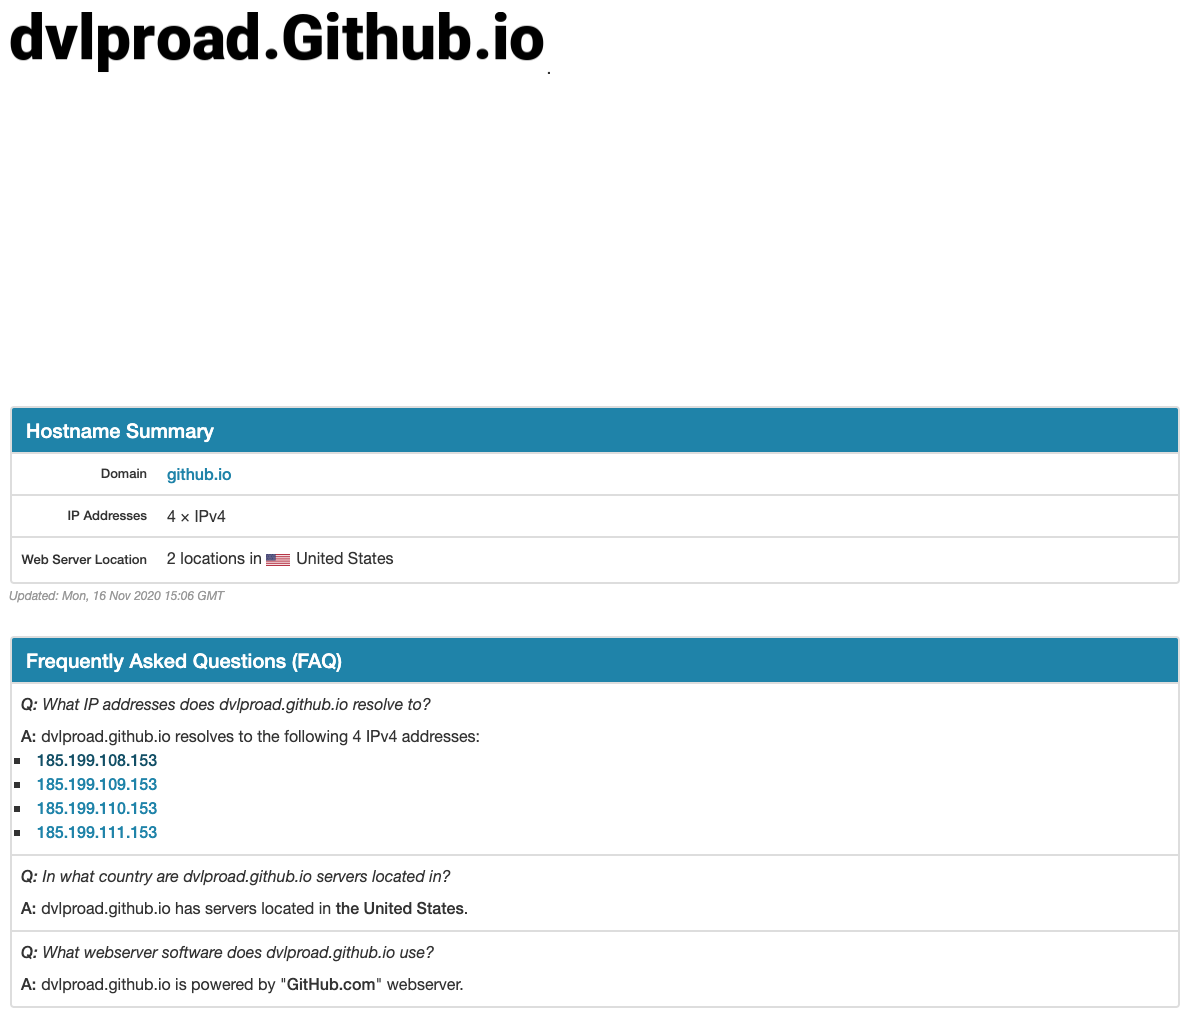 dvlproad.Github.io
.
Hostname Summary
Domain github.io
IP Addresses 4 × IPv4
Web Server Location 2 locations in United States
Updated: Mon, 16 Nov 2020 15:06 GMT
Frequently Asked Questions (FAQ)
Q: What IP addresses does dvlproad.github.io resolve to?
A: dvlproad.github.io resolves to the following 4 IPv4 addresses:
▪ 185.199.108.153
▪ 185.199.109.153
▪ 185.199.110.153
▪ 185.199.111.153
Q: In what country are dvlproad.github.io servers located in?
A: dvlproad.github.io has servers located in the United States.
Q: What webserver software does dvlproad.github.io use?
A: dvlproad.github.io is powered by "GitHub.com" webserver.